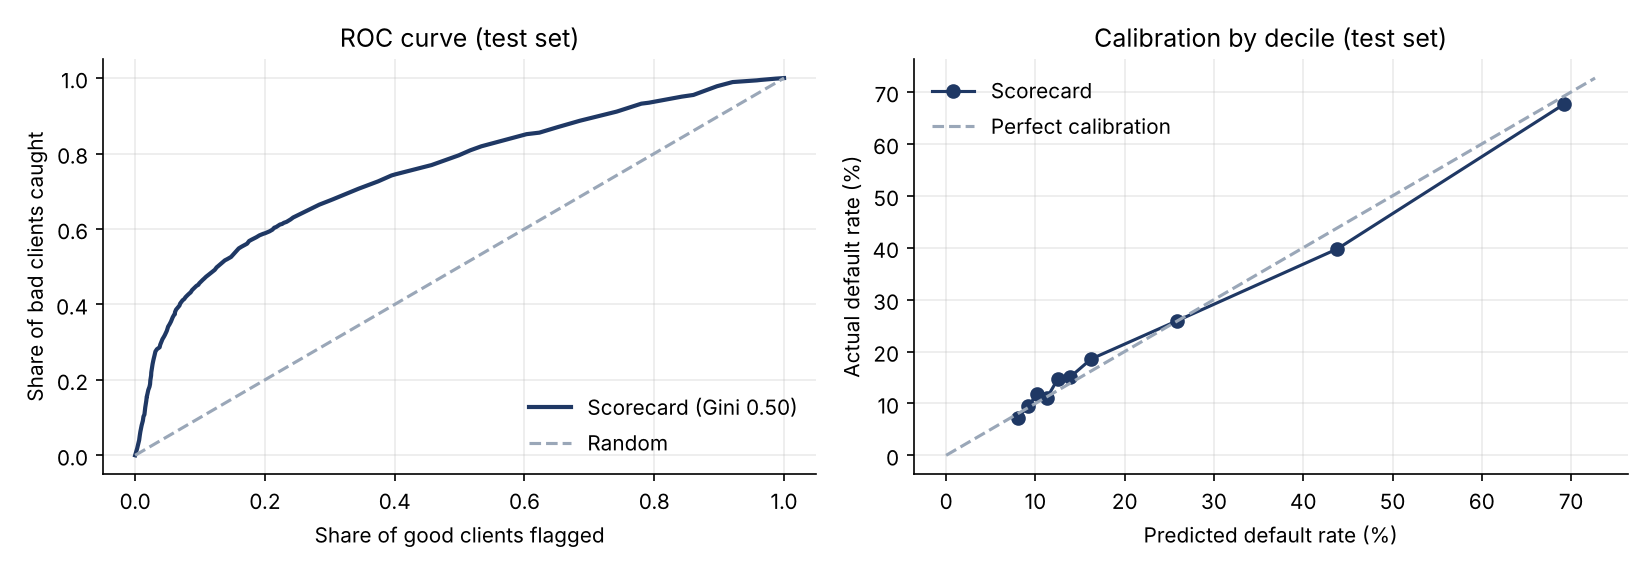 ROC curve (test set)
Share of bad clients caught
1.0
0.8
0.6
0.4
0.2
0.0
Scorecard (Gini 0.50)
Random
0.0 0.2 0.4 0.6 0.8 1.0
Share of good clients flagged
Calibration by decile (test set)
Actual default rate (%)
70
60
50
40
30
20
10
0
Scorecard
Perfect calibration
0 10 20 30 40 50 60 70
Predicted default rate (%)